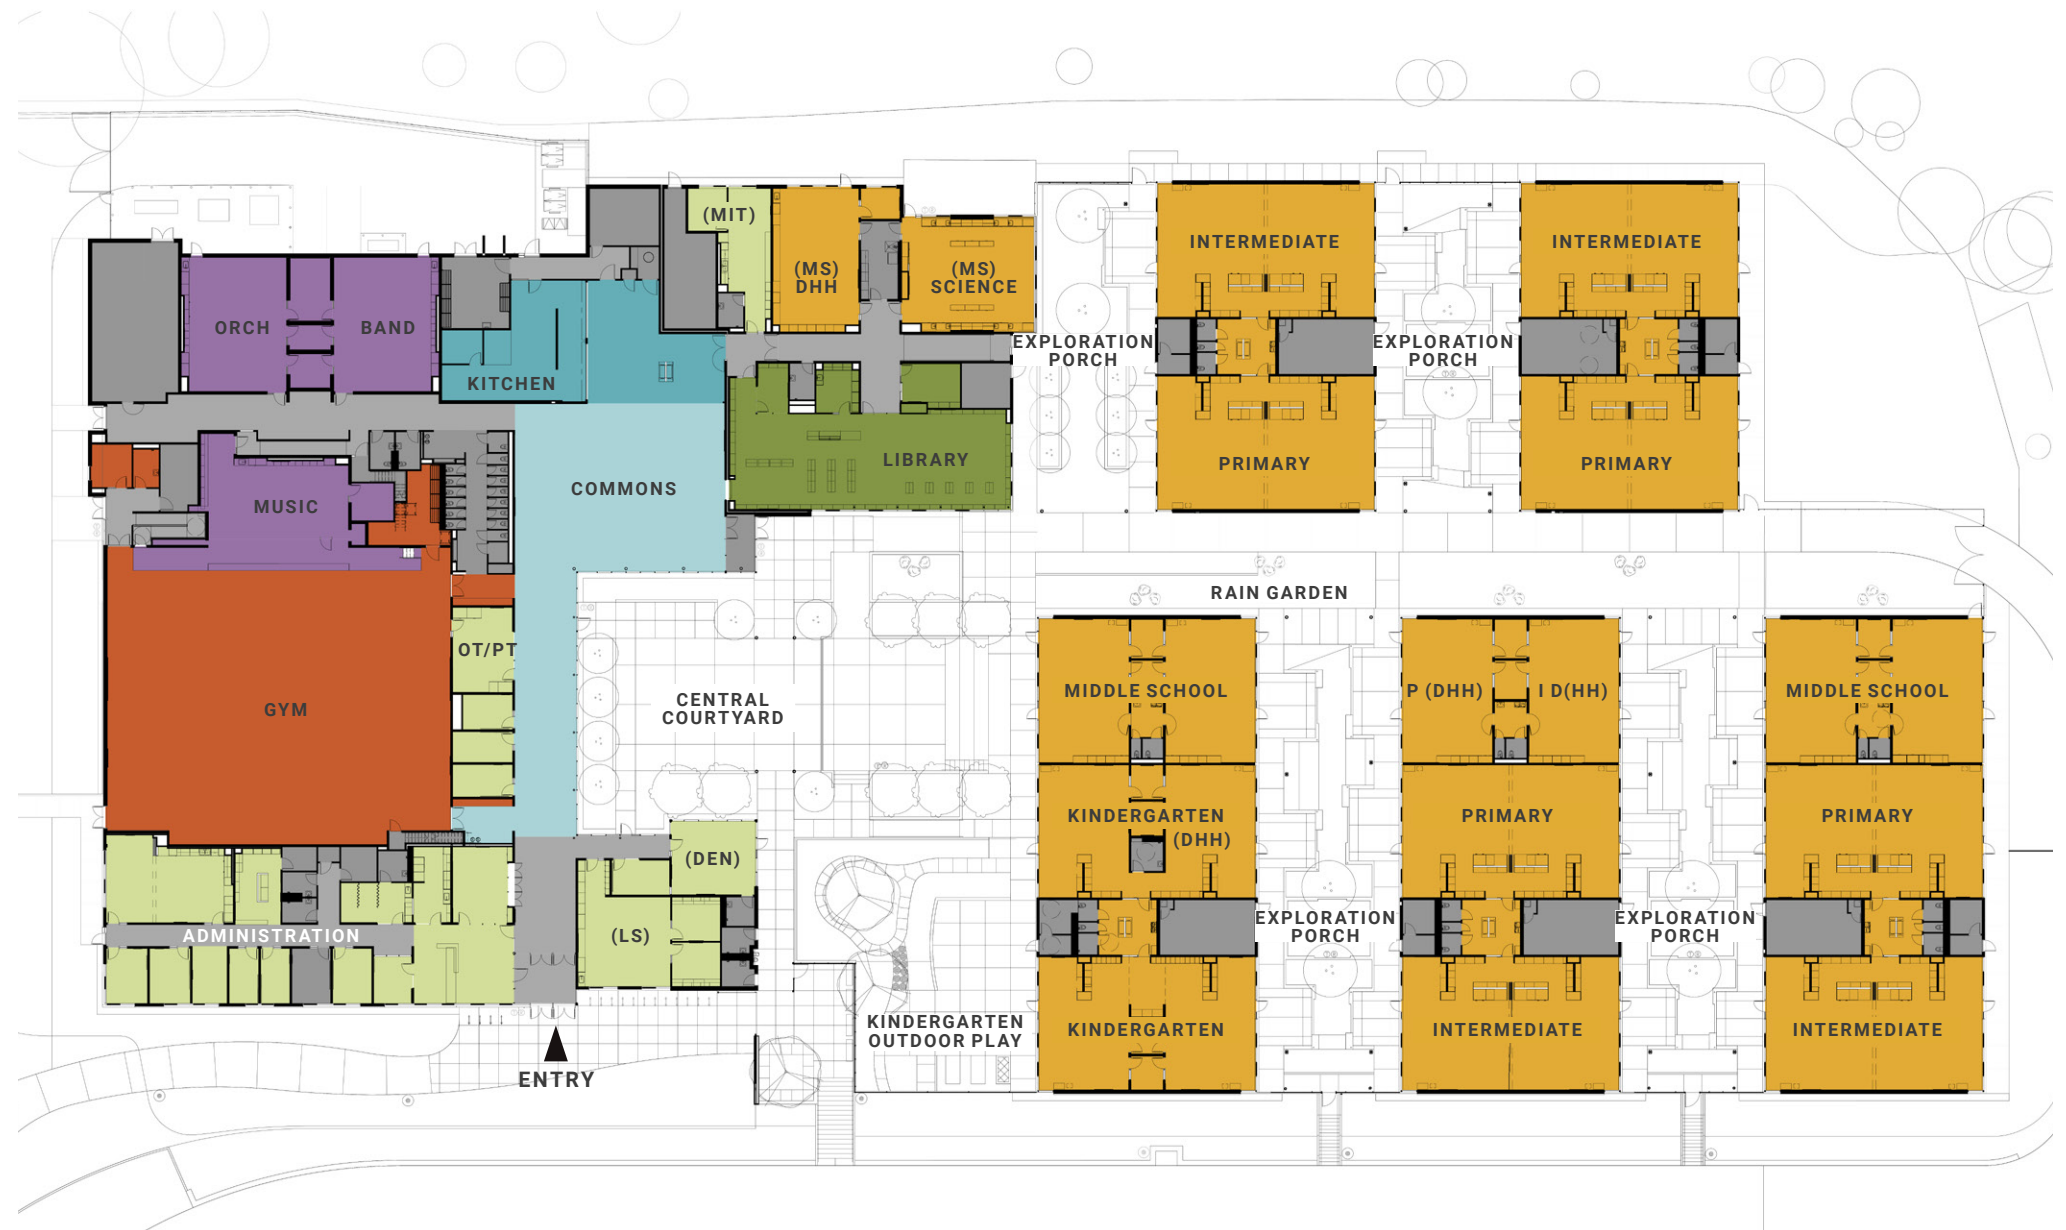 (MIT)
(MS)
DHH
(MS)
SCIENCE
INTERMEDIATE
INTERMEDIATE
ORCH
BAND
KITCHEN
EXPLORATION
PORCH
EXPLORATION
PORCH
LIBRARY
PRIMARY
PRIMARY
COMMONS
MUSIC
RAIN GARDEN
OT/PT
GYM
CENTRAL
COURTYARD
MIDDLE SCHOOL
P (DHH)
I D(HH)
MIDDLE SCHOOL
KINDERGARTEN
(DHH)
PRIMARY
PRIMARY
(DEN)
(LS)
ADMINISTRATION
EXPLORATION
PORCH
EXPLORATION
PORCH
KINDERGARTEN
OUTDOOR PLAY
KINDERGARTEN
INTERMEDIATE
INTERMEDIATE
ENTRY